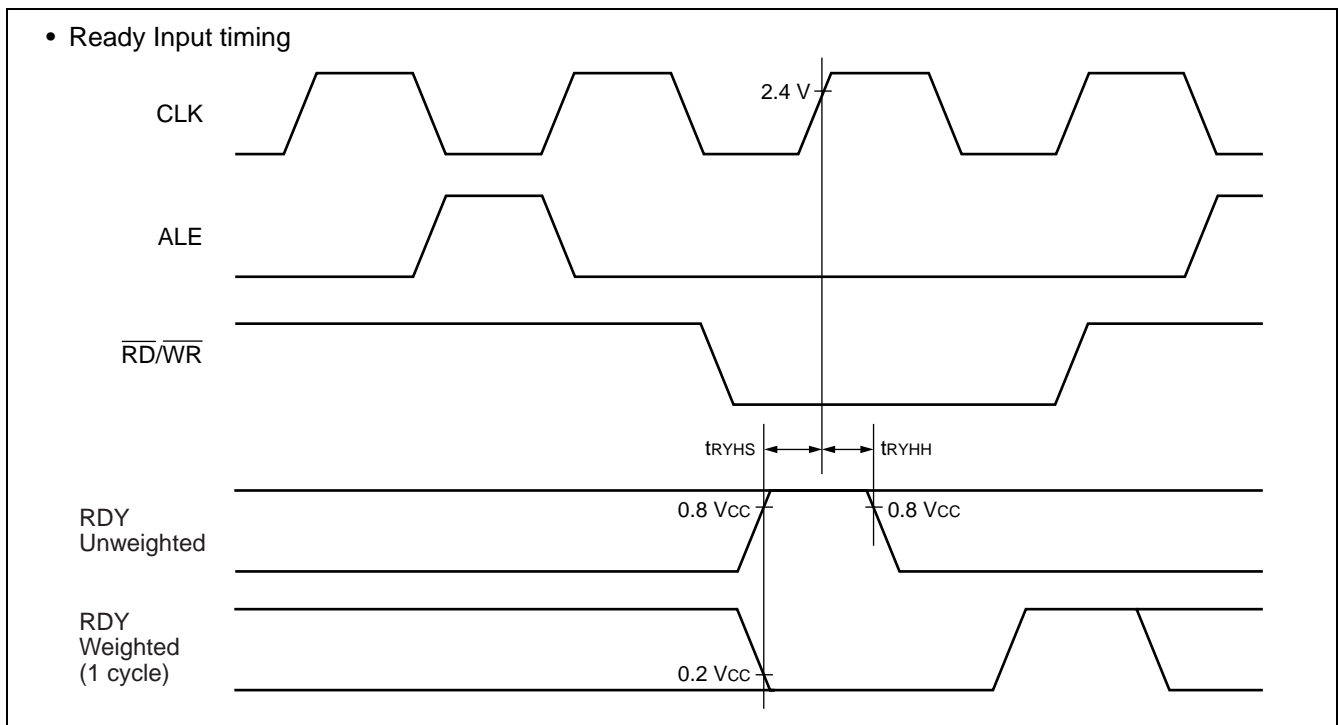 • Ready Input timing
CLK
2.4 V
ALE
RD/WR
tRYHS
tRYHH
RDY
Unweighted
0.8 VCC
0.8 VCC
RDY
Weighted
(1 cycle)
0.2 VCC